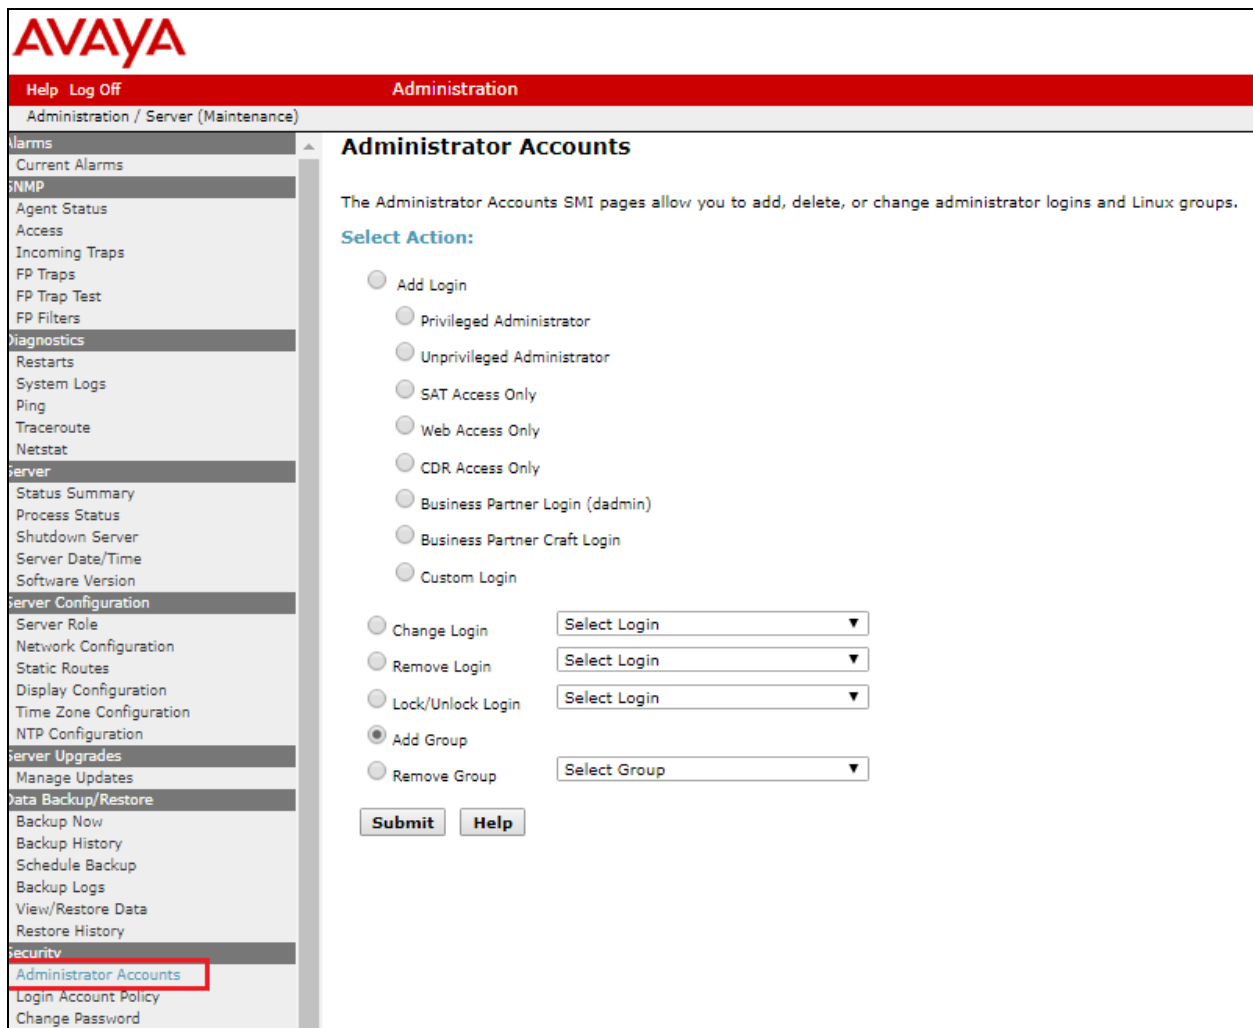 AVAYA
Help Log Off Administration
Administration / Server (Maintenance)
Alarms
Current Alarms
SNMP
Agent Status
Access
Incoming Traps
FP Traps
FP Trap Test
FP Filters
Diagnostics
Restarts
System Logs
Ping
Traceroute
Netstat
Server
Status Summary
Process Status
Shutdown Server
Server Date/Time
Software Version
Server Configuration
Server Role
Network Configuration
Static Routes
Display Configuration
Time Zone Configuration
NTP Configuration
Server Upgrades
Manage Updates
Data Backup/Restore
Backup Now
Backup History
Schedule Backup
Backup Logs
View/Restore Data
Restore History
Security
Administrator Accounts
Login Account Policy
Change Password
Administrator Accounts
The Administrator Accounts SMI pages allow you to add, delete, or change administrator logins and Linux groups.
Select Action:
Add Login
Privileged Administrator
Unprivileged Administrator
SAT Access Only
Web Access Only
CDR Access Only
Business Partner Login (dadmin)
Business Partner Craft Login
Custom Login
Change Login Select Login
Remove Login Select Login
Lock/Unlock Login Select Login
Add Group
Remove Group Select Group
Submit Help